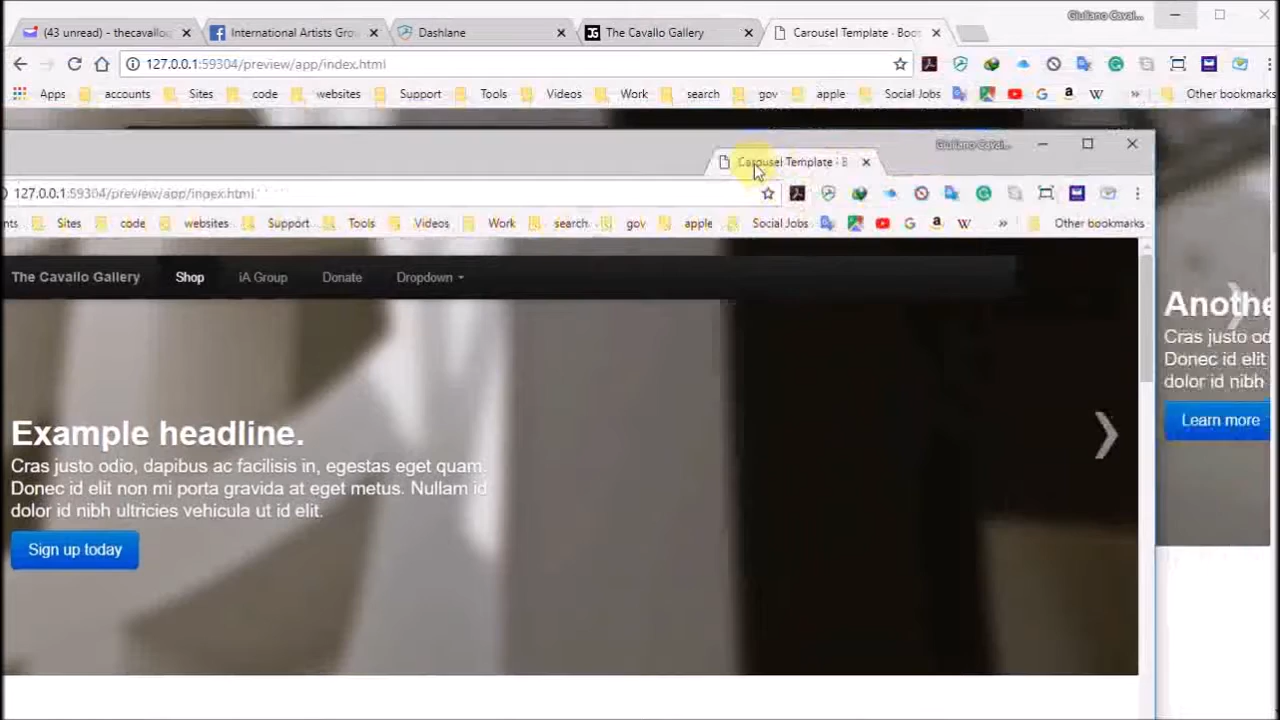 Giuliano Caval...
(43 unread) - thecavallog
International Artists Gro
Dashlane
The Cavallo Gallery
Carousel Template · Boo
127.0.0.1:59304/preview/app/index.html
Apps accounts Sites code websites Support Tools Videos Work search gov apple Social Jobs Other bookmarks
Giuliano Caval...
Carousel Template · B
127.0.0.1:59304/preview/app/index.html
nts Sites code websites Support Tools Videos Work search gov apple Social Jobs Other bookmarks
The Cavallo Gallery Shop iA Group Donate Dropdown
Example headline.
Cras justo odio, dapibus ac facilisis in, egestas eget quam.
Donec id elit non mi porta gravida at eget metus. Nullam id
dolor id nibh ultricies vehicula ut id elit.
Sign up today
Anothe
Cras justo od
Donec id elit
dolor id nibh
Learn more